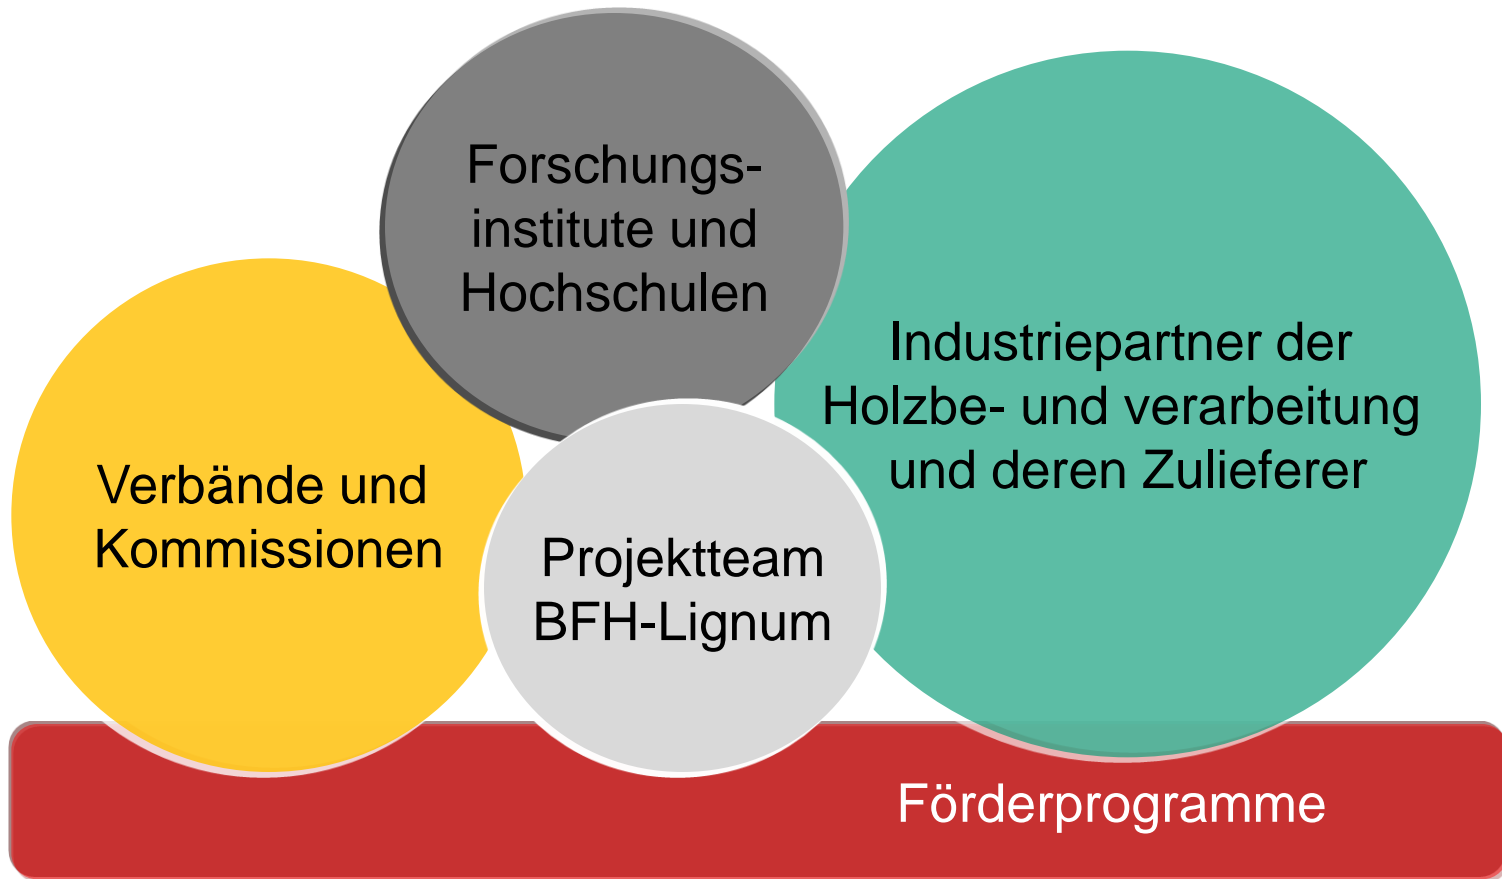 Forschungs-
institute und
Hochschulen
Industriepartner der
Holzbe- und verarbeitung
und deren Zulieferer
Verbände und
Kommissionen
Projektteam
BFH-Lignum
Förderprogramme